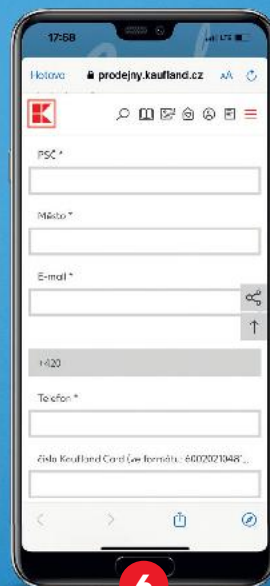 17:58
LTE
Hotovo prodejny.kaufland.cz AA
K
PSČ *
Město *
E-mail *
+420
Telefon *
číslo Kaufland Card (ve formátu: 6002021048"...
6